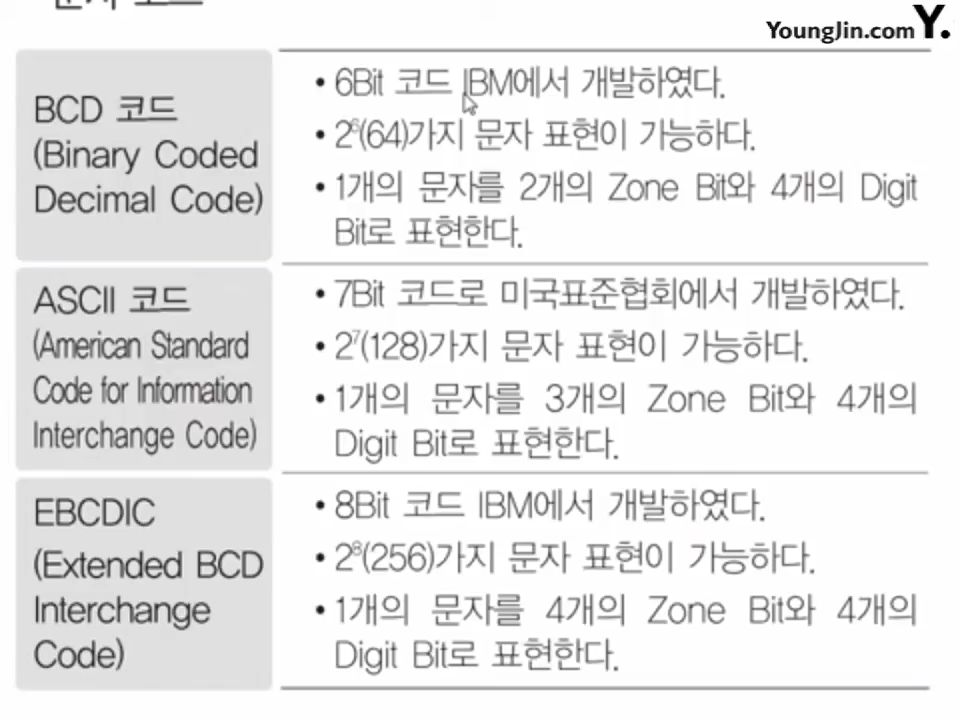 문자 코드
YoungJin.com Y.
BCD 코드
(Binary Coded
Decimal Code)
• 6Bit 코드 IBM에서 개발하였다.
• 2⁶(64)가지 문자 표현이 가능하다.
• 1개의 문자를 2개의 Zone Bit와 4개의 Digit
Bit로 표현한다.
ASCII 코드
(American Standard
Code for Information
Interchange Code)
• 7Bit 코드로 미국표준협회에서 개발하였다.
• 2⁷(128)가지 문자 표현이 가능하다.
• 1개의 문자를 3개의 Zone Bit와 4개의
Digit Bit로 표현한다.
EBCDIC
(Extended BCD
Interchange
Code)
• 8Bit 코드 IBM에서 개발하였다.
• 2⁸(256)가지 문자 표현이 가능하다.
• 1개의 문자를 4개의 Zone Bit와 4개의
Digit Bit로 표현한다.